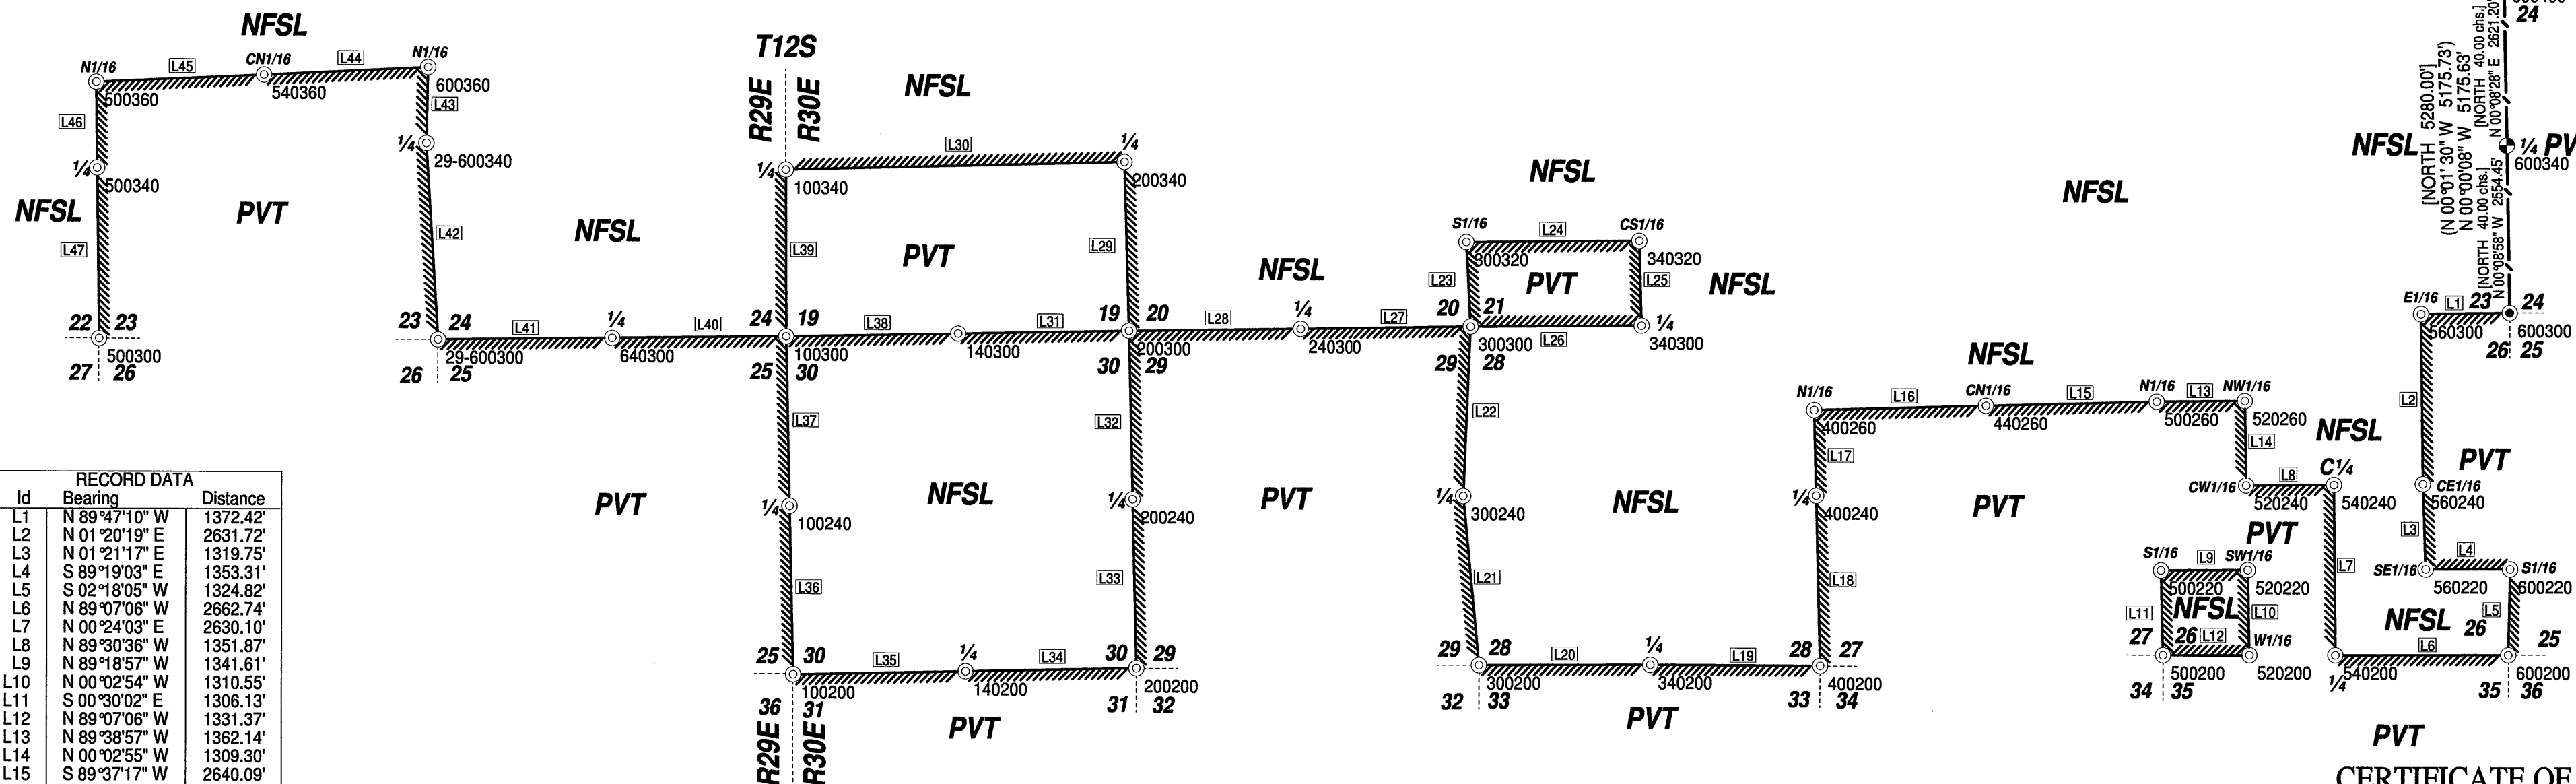 NFSL
N1/16
L45
CN1/16
L44
N1/16
500360
540360
600360
L46
L43
1/4
500340
1/4
29-600340
NFSL
PVT
L47
L42
NFSL
22 23
500300
27 26
23 24
29-600300
26 25
L41
1/4
640300
L40
T12S
R29E R30E
NFSL
1/4
100340
L30
1/4
200340
L39
PVT
L29
24 19
100300
25 30
L38
140300
L31
19 20
200300
30 29
L28
NFSL
1/4
240300
L27
NFSL
S1/16
L24
CS1/16
300320
340320
L23
PVT
L25
NFSL
20 21
300300
29 28
L26
1/4
340300
L37
PVT
1/4
100240
NFSL
L32
1/4
200240
L36
L33
25 30
100200
36 31
L35
1/4
140200
L34
30 29
200200
31 32
R29E R30E
PVT
PVT
L22
1/4
300240
NFSL
L21
29 28
300200
32 33
L20
1/4
340200
L19
28 27
400200
33 34
PVT
NFSL
NFSL
N1/16
L16
CN1/16
L15
N1/16
L13
NW1/16
400260
440260
500260
520260
L17
1/4
400240
L18
PVT
L14
NFSL
CW1/16
L8
C1/4
520240
540240
PVT
S1/16
L9
SW1/16
500220
520220
L11
NFSL
L10
27 26
L12
W1/16
500200
520200
34 35
L7
24
NFSL
[NORTH 5280.00']
(N 00°01'30" W 5175.73')
N 00°00'08" W 5175.63'
[NORTH 40.00 chs.]
N 00°08'28" E 2621.20'
1/4
600340
[NORTH 40.00 chs.]
N 00°08'58" W 2554.45'
E1/16
L1
23 24
560300
600300
26 25
L2
PVT
CE1/16
560240
L3
L4
SE1/16
560220
S1/16
600220
NFSL
26
L5
25
L6
1/4
540200
600200
35 36
PVT
CERTIFICATE OF
RECORD DATA
Id Bearing Distance
L1 N 89°47'10" W 1372.42'
L2 N 01°20'19" E 2631.72'
L3 N 01°21'17" E 1319.75'
L4 S 89°19'03" E 1353.31'
L5 S 02°18'05" W 1324.82'
L6 N 89°07'06" W 2662.74'
L7 N 00°24'03" E 2630.10'
L8 N 89°30'36" W 1351.87'
L9 N 89°18'57" W 1341.61'
L10 N 00°02'54" W 1310.55'
L11 S 00°30'02" E 1306.13'
L12 N 89°07'06" W 1331.37'
L13 N 89°38'57" W 1362.14'
L14 N 00°02'55" W 1309.30'
L15 S 89°37'17" W 2640.09'